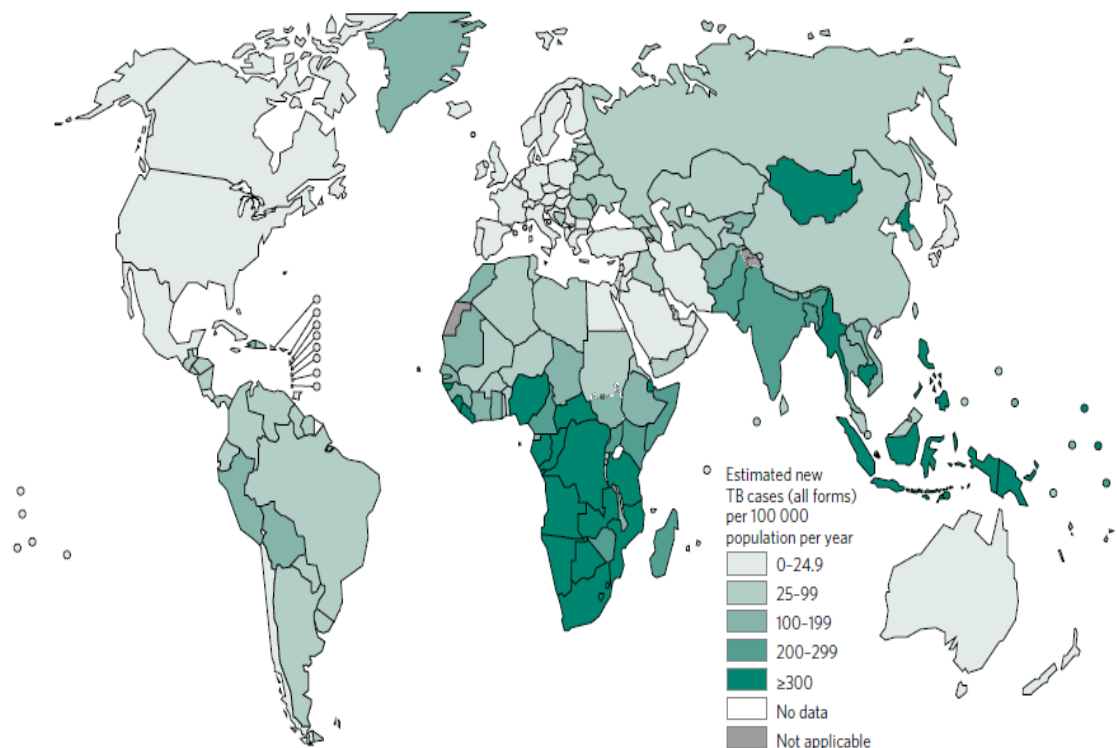 Estimated new
TB cases (all forms)
per 100 000
population per year
0–24.9
25–99
100–199
200–299
≥300
No data
Not applicable